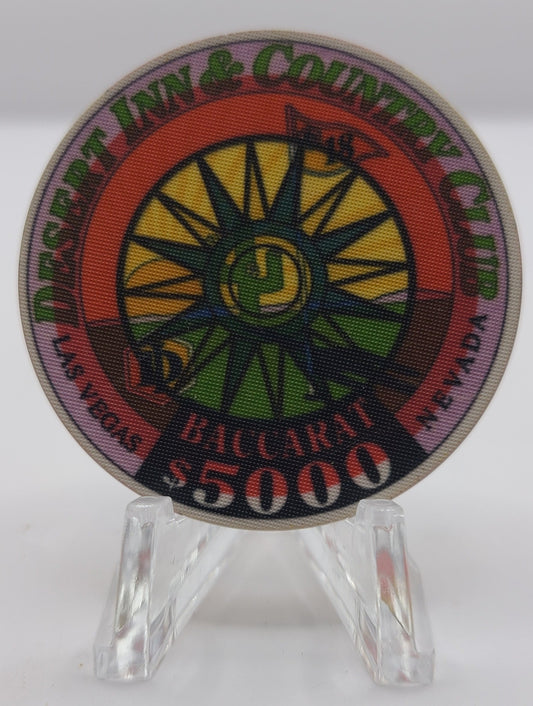 DESERT INN & COUNTRY CLUB
LAS VEGAS
NEVADA
BACCARAT
$5000